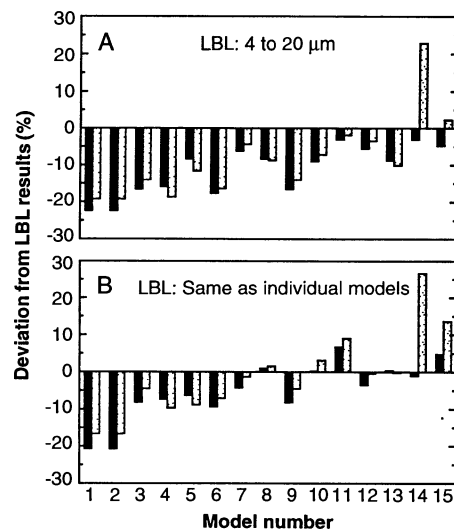 30
A
LBL: 4 to 20 µm
20
10
0
-10
-20
-30
Deviation from LBL results (%)
30
B
LBL: Same as individual models
20
10
0
-10
-20
-30
1 2 3 4 5 6 7 8 9 10 11 12 13 14 15
Model number